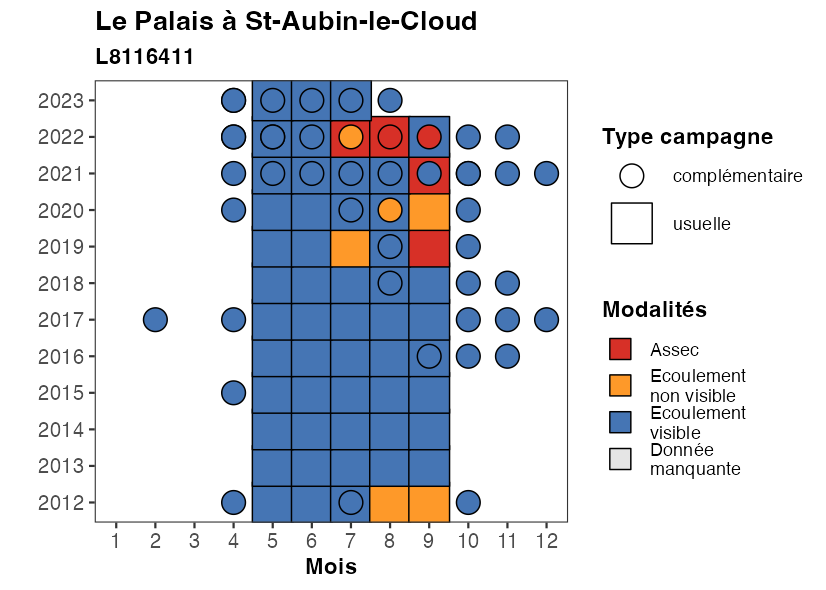 Le Palais à St-Aubin-le-Cloud
L8116411
2023
2022
2021
2020
2019
2018
2017
2016
2015
2014
2013
2012
1 2 3 4 5 6 7 8 9 10 11 12
Mois
Type campagne
complémentaire
usuelle
Modalités
Assec
Ecoulement
non visible
Ecoulement
visible
Donnée
manquante